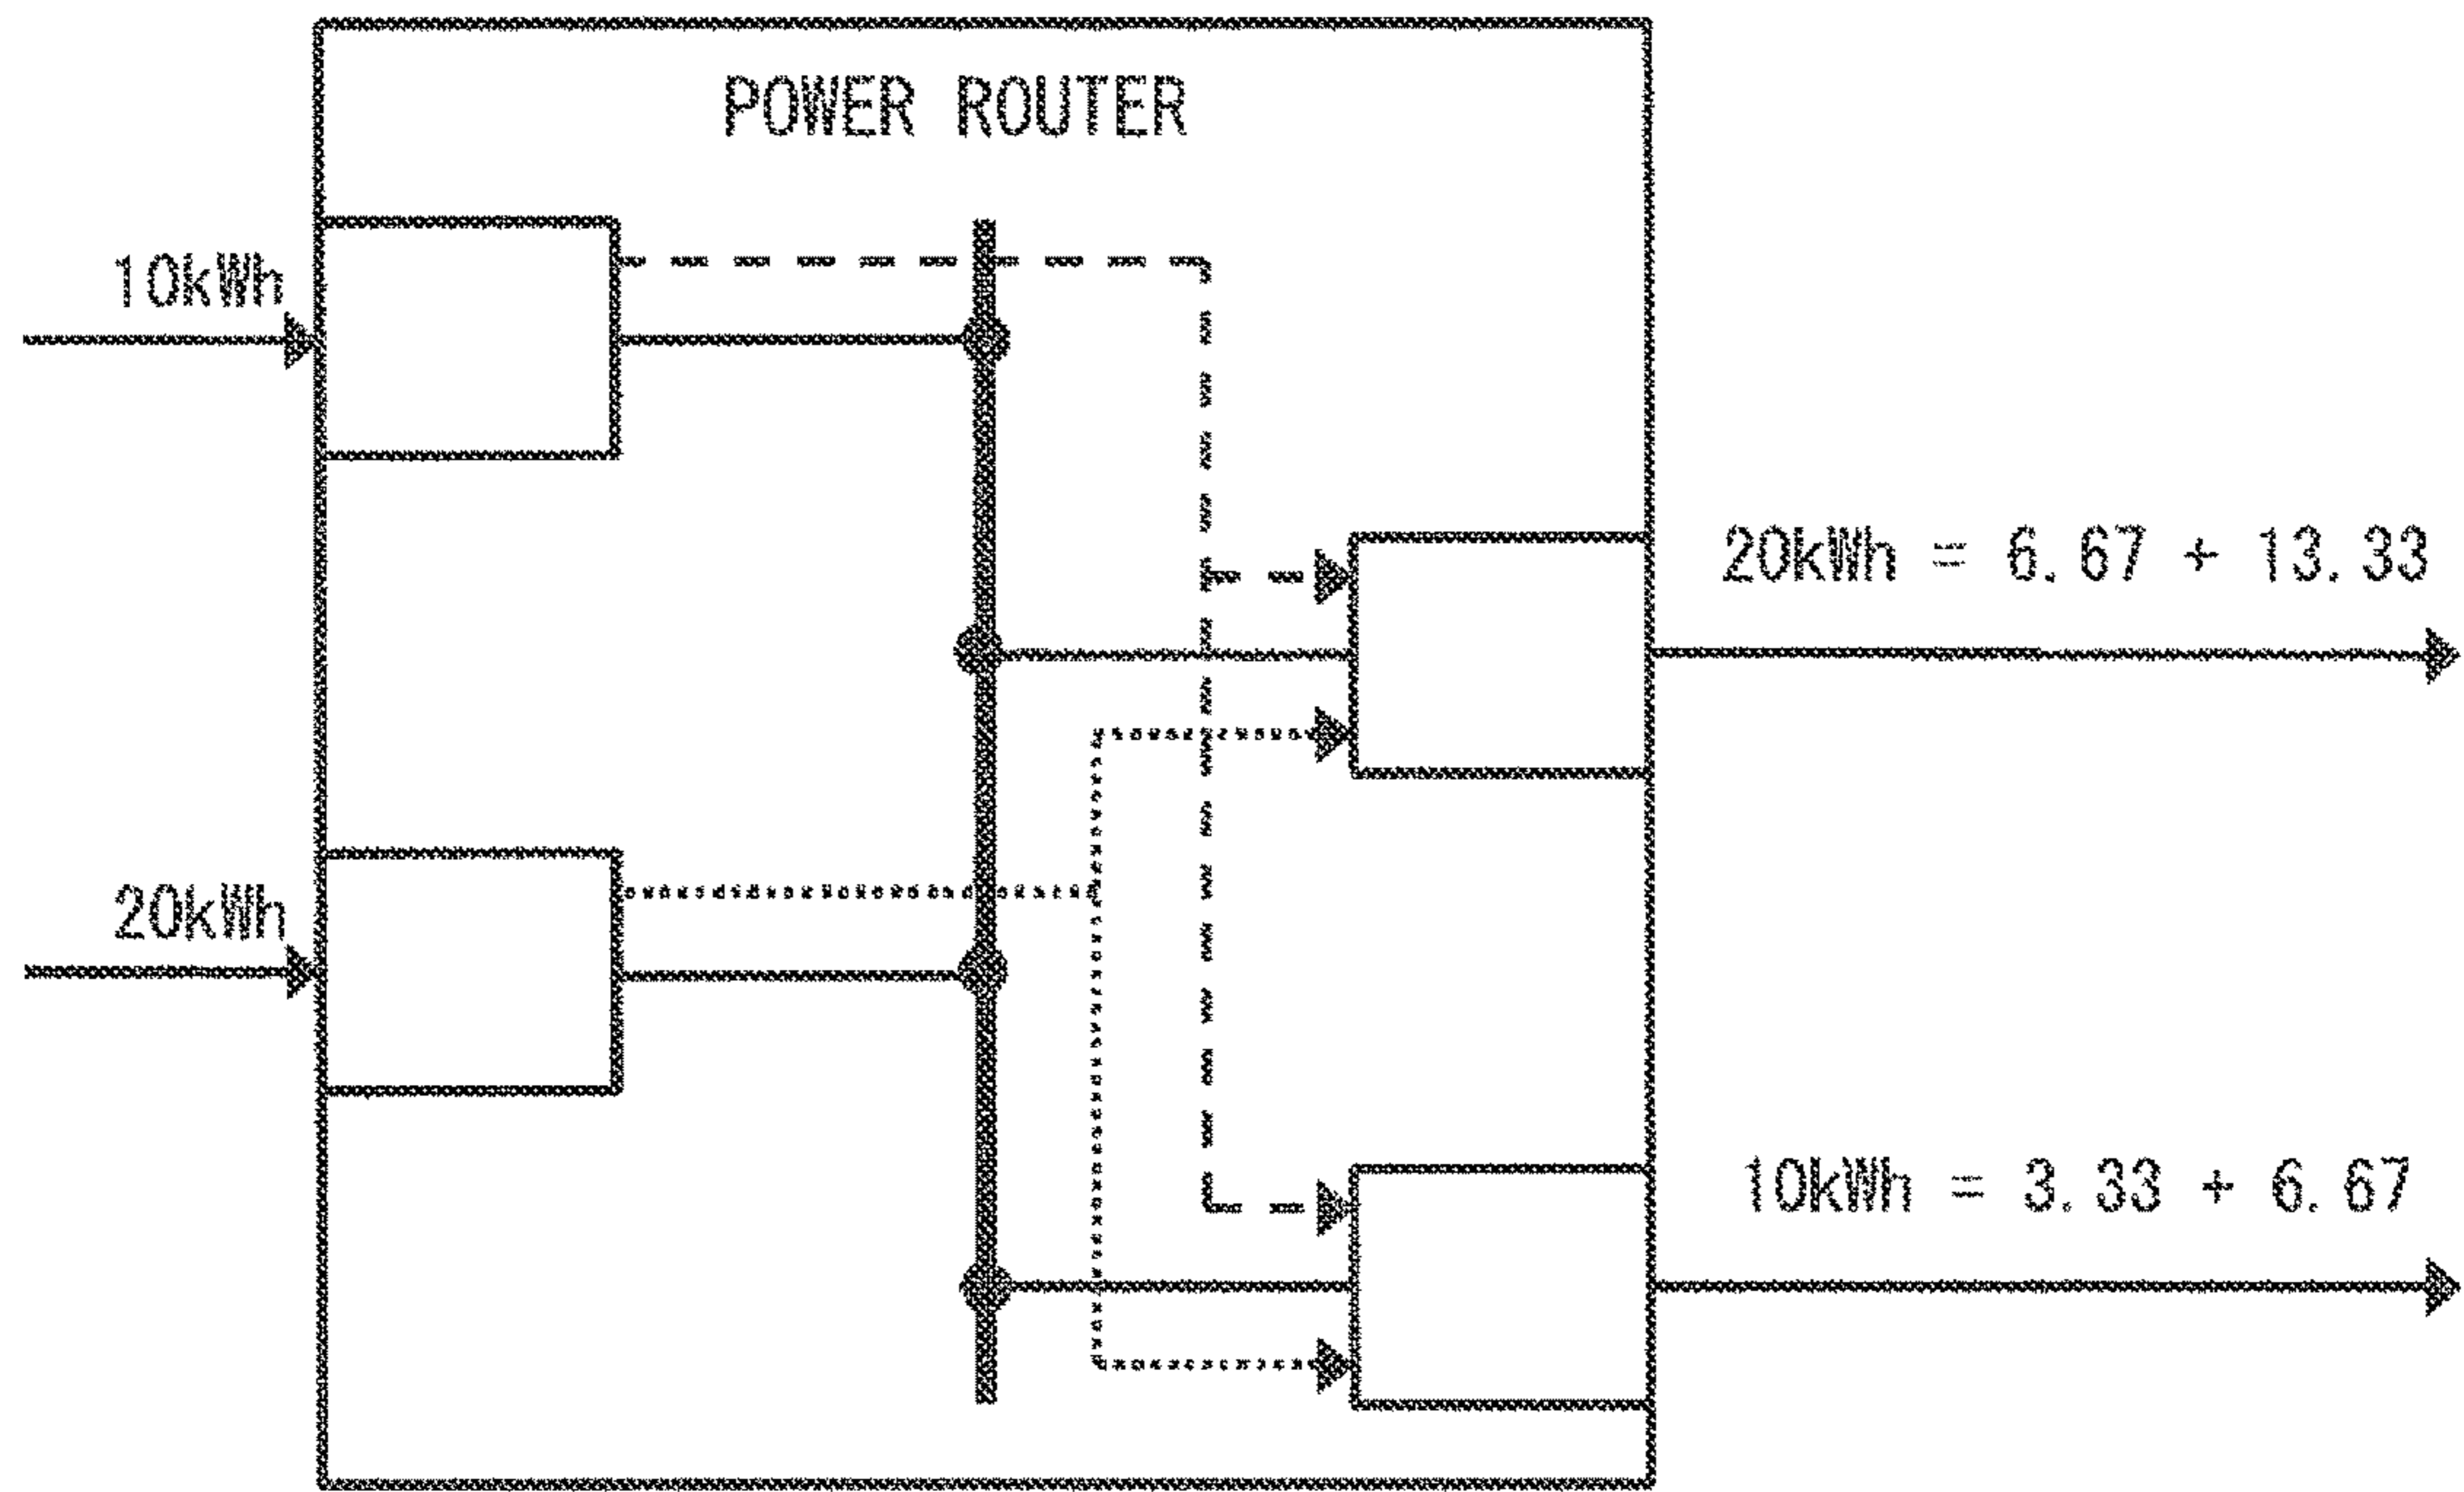 POWER ROUTER
10kWh
20kWh = 6.67 + 13.33
20kWh
10kWh = 3.33 + 6.67